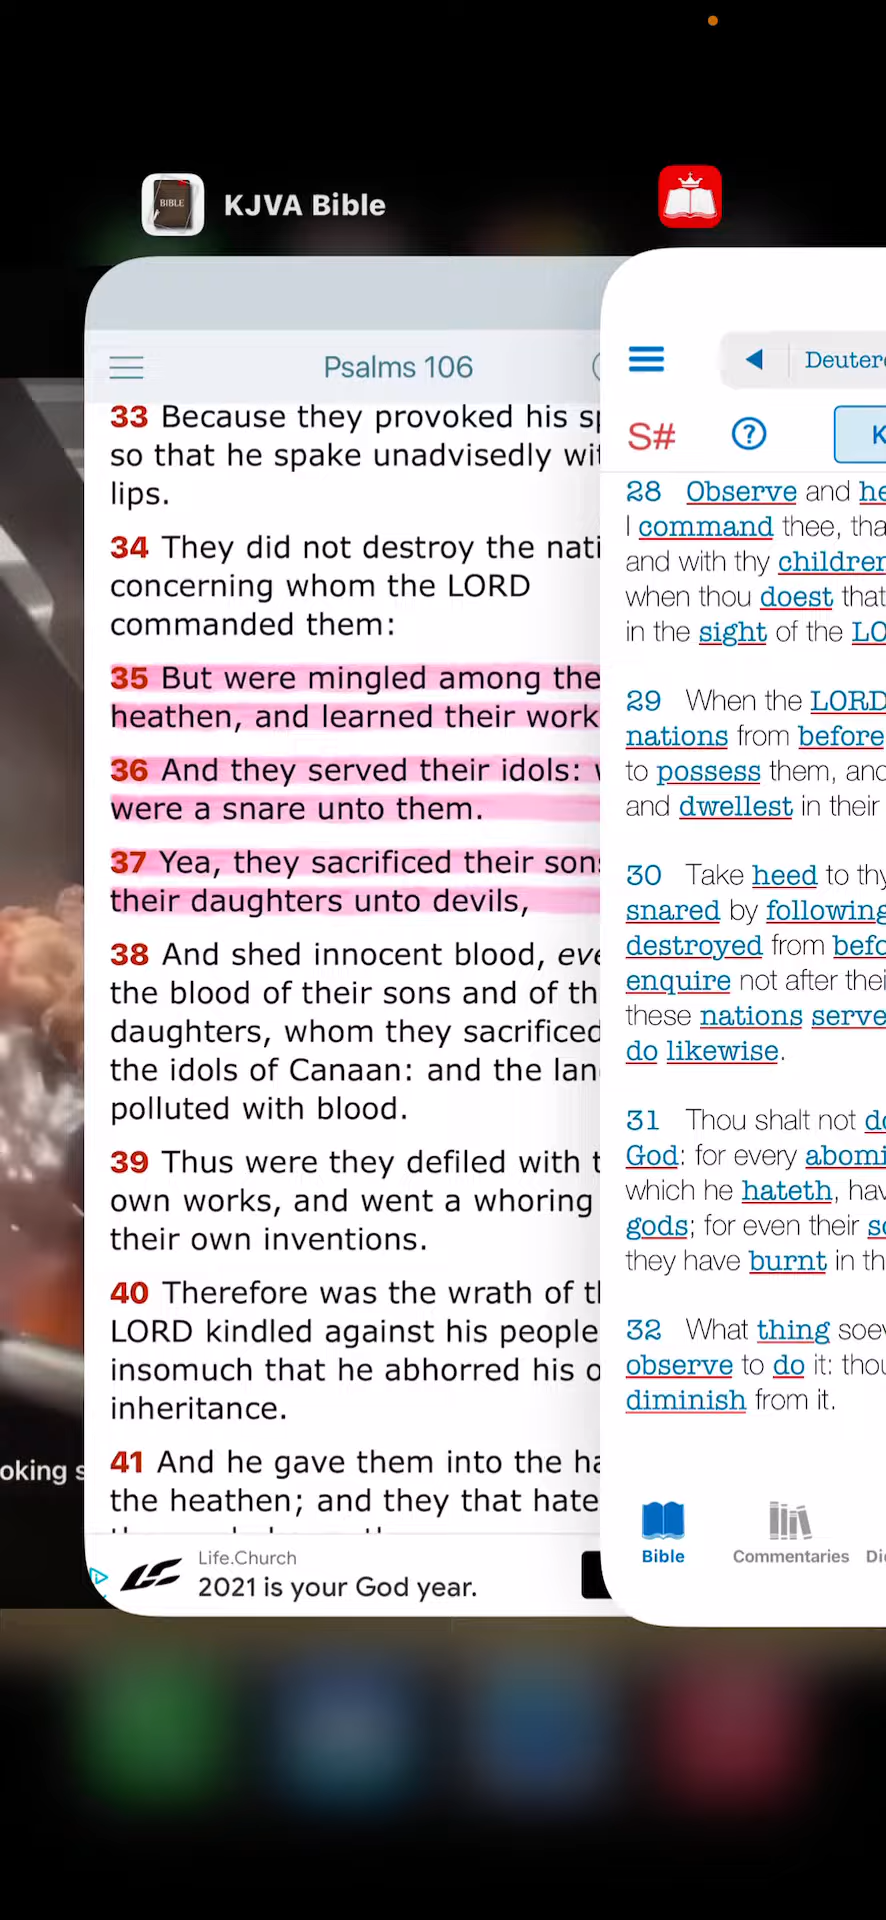 BIBLE
KJVA Bible
Psalms 106
33 Because they provoked his
so that he spake unadvisedly
lips.
34 They did not destroy the
concerning whom the LORD
commanded them:
35 But were mingled among the
heathen, and learned their work
36 And they served their idols:
were a snare unto them.
37 Yea, they sacrificed their
their daughters unto devils,
38 And shed innocent blood,
the blood of their sons and of
daughters, whom they sacrificed
the idols of Canaan: and the
polluted with blood.
39 Thus were they defiled with
own works, and went a whoring
their own inventions.
40 Therefore was the wrath of
LORD kindled against his people
insomuch that he abhorred his
inheritance.
41 And he gave them into the
the heathen; and they that
Life.Church
2021 is your God year.
S# ?
28 Observe and
I command thee,
and with thy
when thou doest that
in the sight of the
29 When the LORD
nations from before
to possess them, and
and dwellest in their
30 Take heed to thy
snared by following
destroyed from
enquire not after
these nations
do likewise.
31 Thou shalt not
God: for every
which he hateth,
gods; for even their
they have burnt in
32 What thing
observe to do it:
diminish from it.
Bible
Commentaries